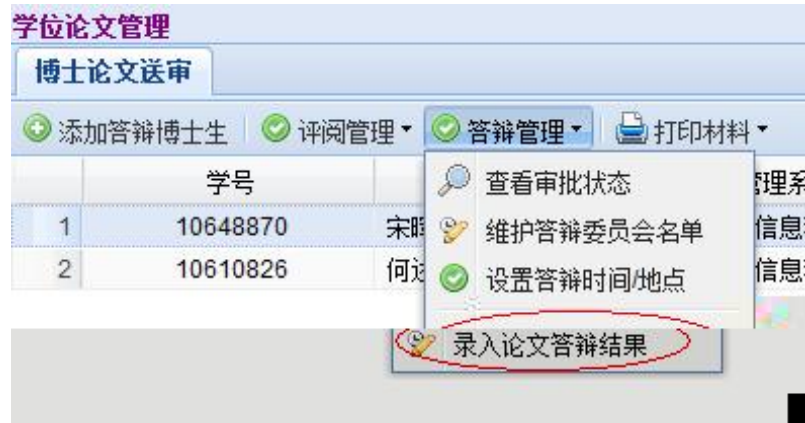 学位论文管理
博士论文送审
添加答辩博士生 评阅管理 答辩管理 打印材料
学号 理系
1 10648870 宋 信息
2 10610826 何 信息
查看审批状态
维护答辩委员会名单
设置答辩时间/地点
录入论文答辩结果